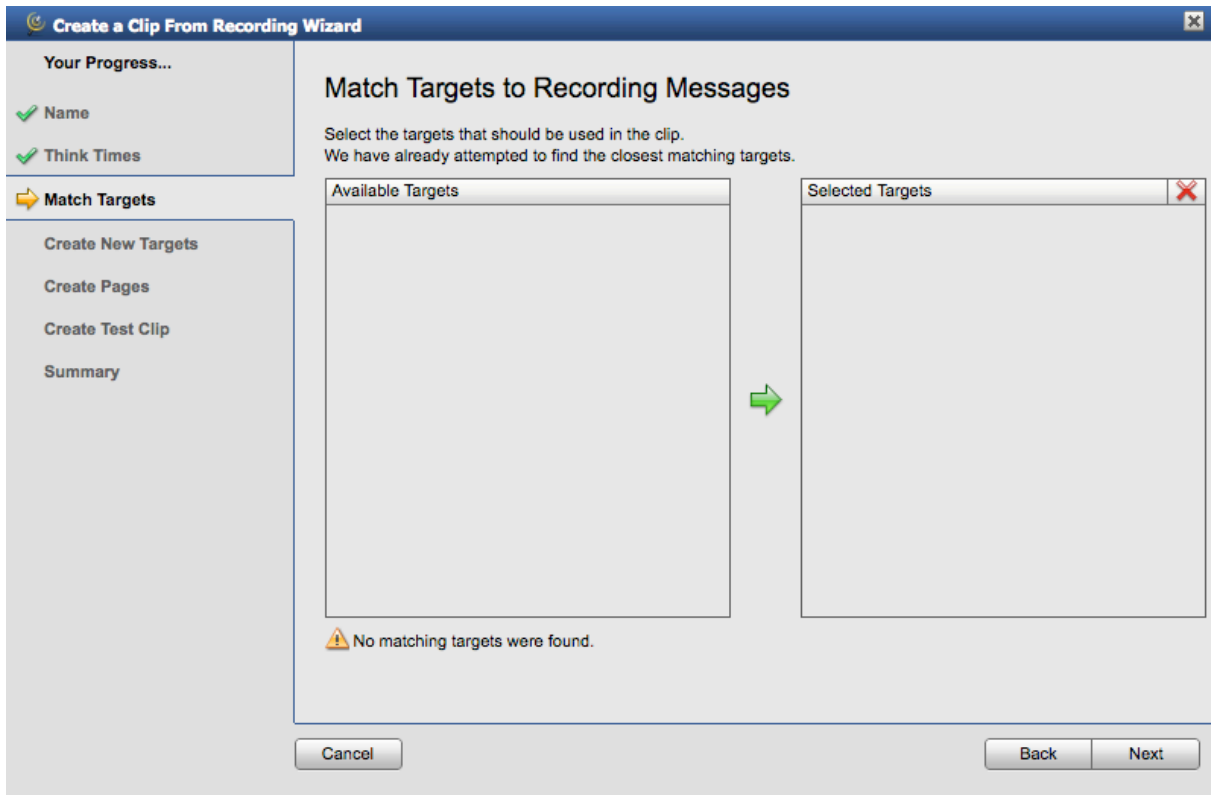 Create a Clip From Recording Wizard
Your Progress...
Name
Think Times
Match Targets
Create New Targets
Create Pages
Create Test Clip
Summary
Match Targets to Recording Messages
Select the targets that should be used in the clip.
We have already attempted to find the closest matching targets.
Available Targets
Selected Targets
No matching targets were found.
Cancel
Back
Next